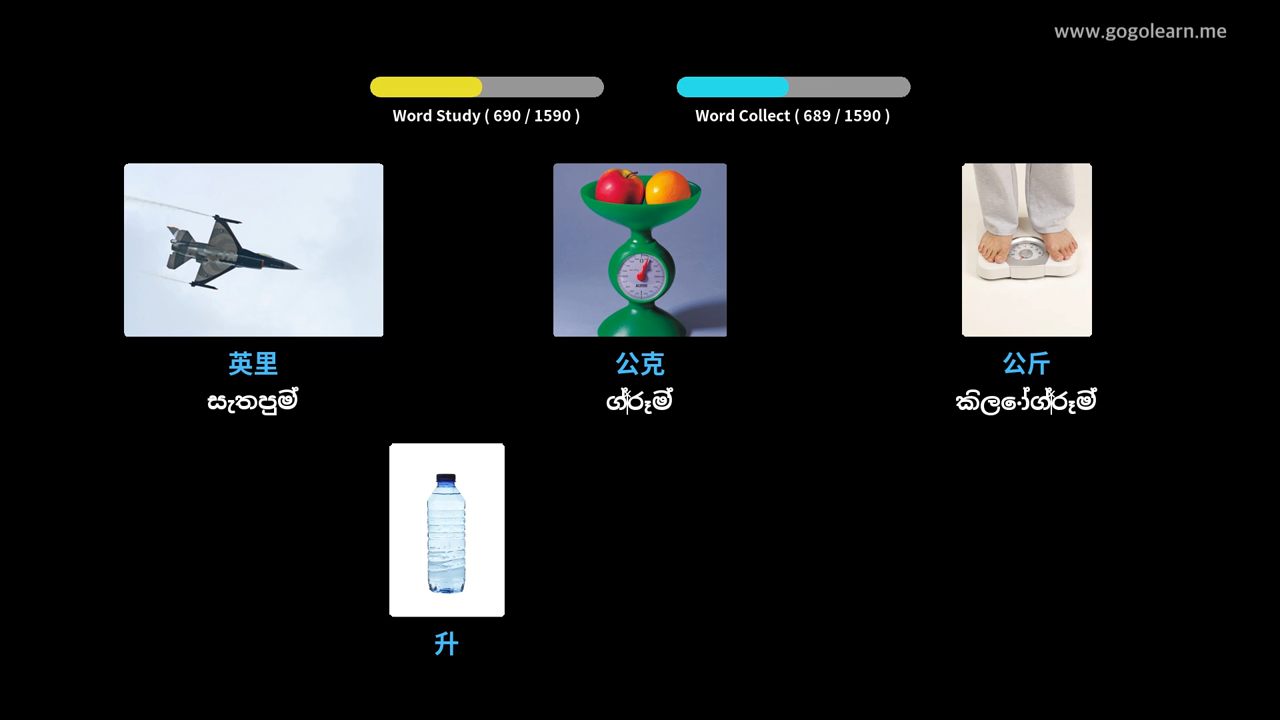 www.gogolearn.me
Word Study ( 690 / 1590 )
Word Collect ( 689 / 1590 )
英里
සැතපුම්
公克
ග්‍රෑම්
公斤
කිලෝග්‍රෑම්
升